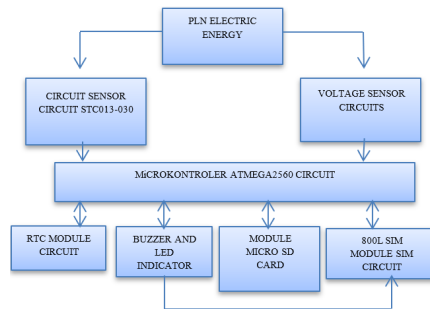 PLN ELECTRIC
ENERGY
CIRCUIT SENSOR
CIRCUIT STC013-030
VOLTAGE SENSOR
CIRCUITS
MiCROKONTROLER ATMEGA2560 CIRCUIT
RTC MODULE
CIRCUIT
BUZZER AND
LED
INDICATOR
MODULE
MICRO SD
CARD
800L SIM
MODULE SIM
CIRCUIT